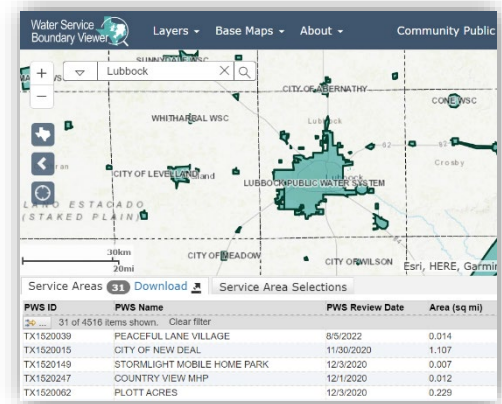 Water Service
Boundary Viewer
Layers
Base Maps
About
Community Public
SUNNYDALE WSC
Lubbock
CITY OF ABERNATHY
CONE WSC
WHITHARRAL WSC
Lubbock
82
Crosby
CITY OF LEVELLAND
LUBBOCK PUBLIC WATER SYSTEM
LLANO ESTACADO
(STAKED PLAIN)
84
30km
20mi
CITY OF MEADOW
CITY OF WILSON
Esri, HERE, Garmin
Service Areas 31 Download
Service Area Selections
PWS ID PWS Name PWS Review Date Area (sq mi)
... 31 of 4516 items shown. Clear filter
TX1520039 PEACEFUL LANE VILLAGE 8/5/2022 0.014
TX1520015 CITY OF NEW DEAL 11/30/2020 1.107
TX1520149 STORMLIGHT MOBILE HOME PARK 12/3/2020 0.007
TX1520247 COUNTRY VIEW MHP 12/1/2020 0.012
TX1520062 PLOTT ACRES 12/3/2020 0.229